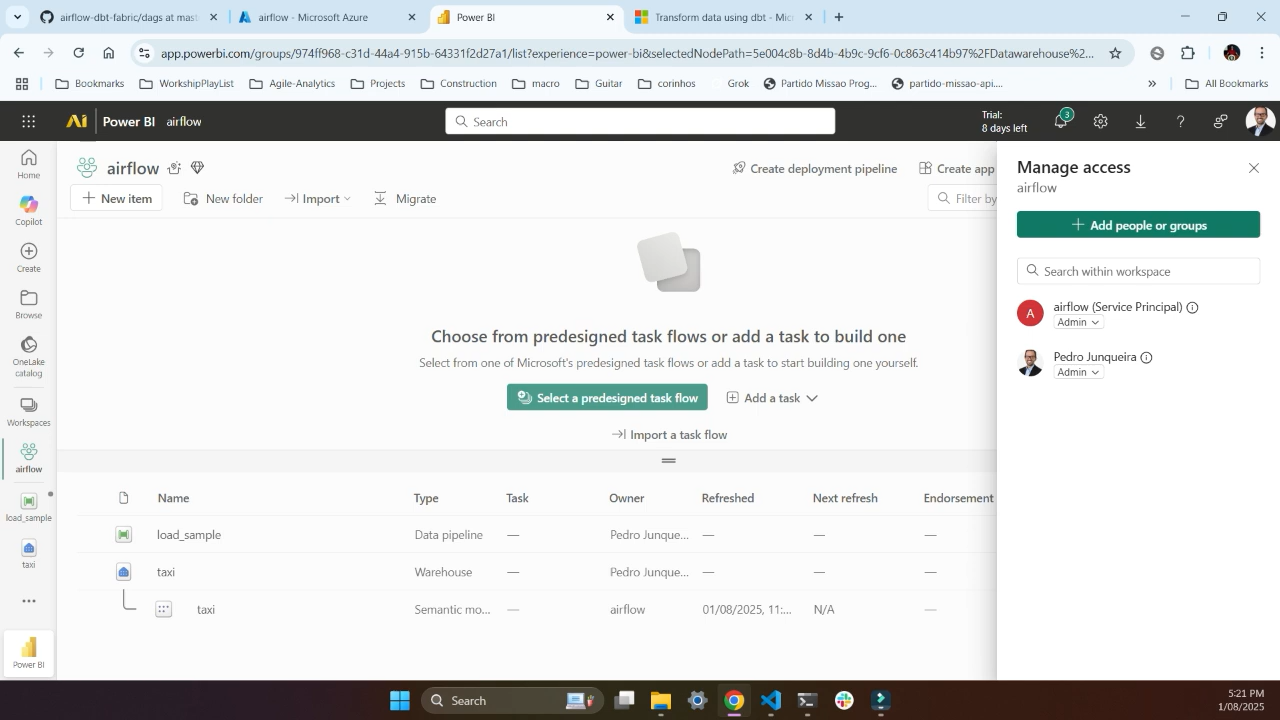 airflow-dbt-fabric/dags at mast
airflow - Microsoft Azure
Power BI
Transform data using dbt - Micr
app.powerbi.com/groups/974ff968-c31d-44a4-915b-64331f2d27a1/list?experience=power-bi&selectedNodePath=5e004c8b-8d4b-4b9c-9cf6-0c863c414b97%2FDatawarehouse%2...
Bookmarks
WorkshipPlayList
Agile-Analytics
Projects
Construction
macro
Guitar
corinhos
Grok
Partido Missao Prog...
partido-missao-api....
»
All Bookmarks
Power BI
airflow
Search
Trial:
8 days left
3
Home
Copilot
Create
Browse
OneLake
catalog
Workspaces
airflow
load_sample
taxi
Power BI
airflow
Create deployment pipeline
Create app
New item
New folder
Import
Migrate
Filter by
Choose from predesigned task flows or add a task to build one
Select from one of Microsoft's predesigned task flows or add a task to start building one yourself.
Select a predesigned task flow
Add a task
Import a task flow
Name Type Task Owner Refreshed Next refresh Endorsement
load_sample Data pipeline — Pedro Junque... — — —
taxi Warehouse — Pedro Junque... — — —
taxi Semantic mo... — airflow 01/08/2025, 11:... N/A —
Manage access
airflow
Add people or groups
Search within workspace
A
airflow (Service Principal)
Admin
Pedro Junqueira
Admin
Search
5:21 PM
1/08/2025